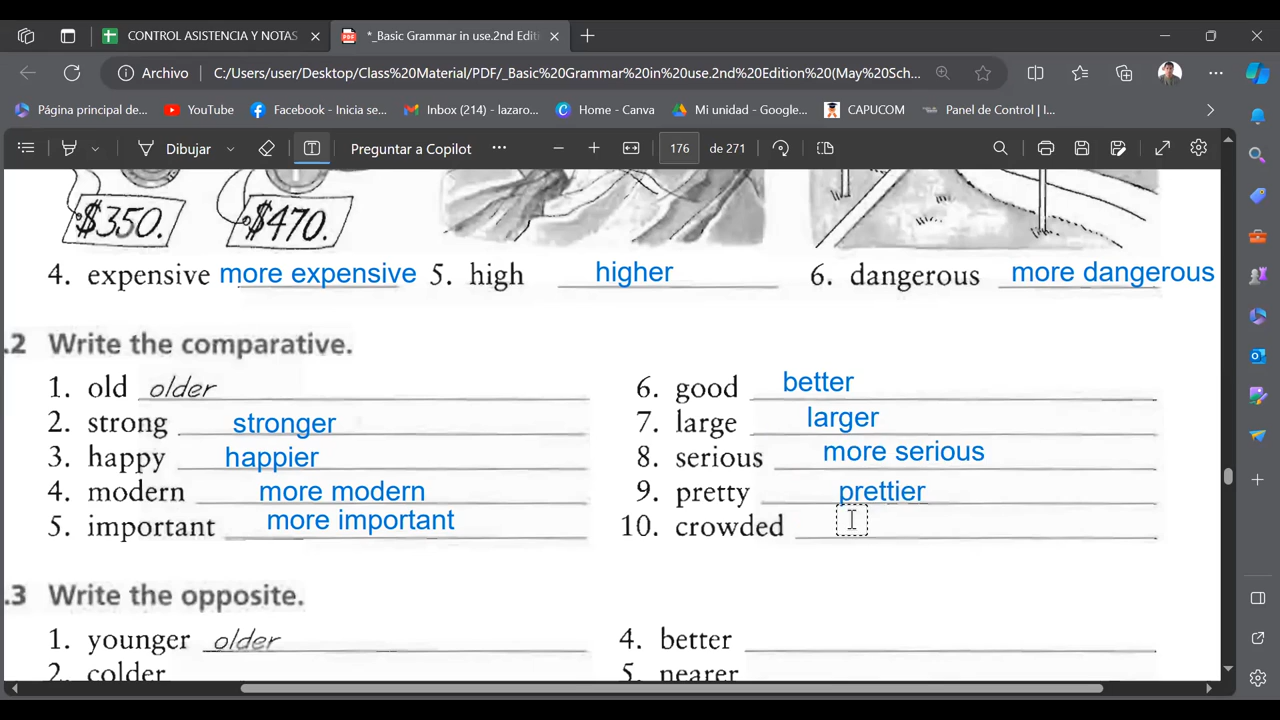 CONTROL ASISTENCIA Y NOTAS
*_Basic Grammar in use.2nd Editi
Archivo C:/Users/user/Desktop/Class%20Material/PDF/_Basic%20Grammar%20in%20use.2nd%20Edition%20(May%20Sch...
Página principal de... YouTube Facebook - Inicia se... Inbox (214) - lazaro... Home - Canva Mi unidad - Google... CAPUCOM Panel de Control | I...
Dibujar Preguntar a Copilot 176 de 271
$350. $470.
4. expensive more expensive 5. high higher 6. dangerous more dangerous
.2 Write the comparative.
1. old older
2. strong stronger
3. happy happier
4. modern more modern
5. important more important
6. good better
7. large larger
8. serious more serious
9. pretty prettier
10. crowded
.3 Write the opposite.
1. younger older
2. colder
4. better
5. nearer